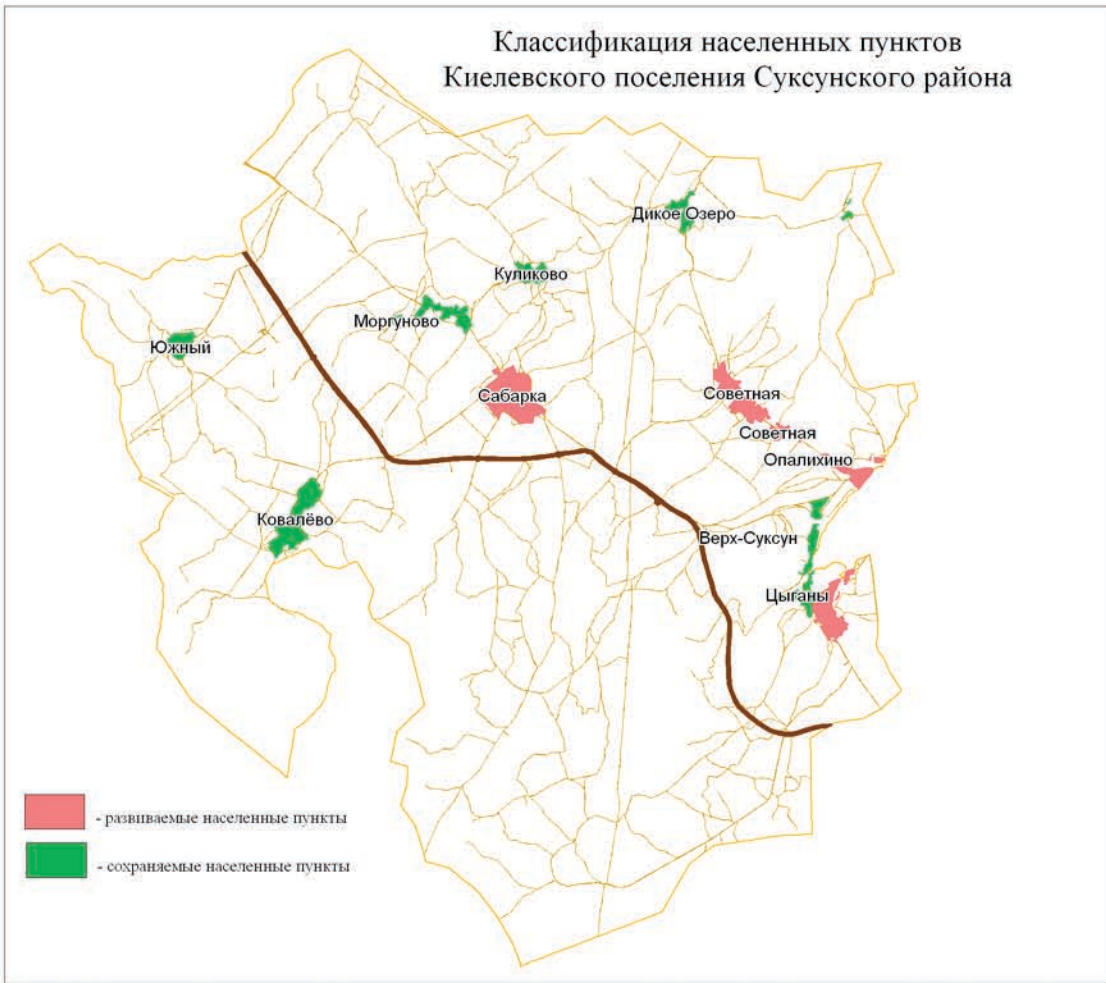 Классификация населенных пунктов
Киелевского поселения Суксунского района
Дикое Озеро
Куликово
Моргуново
Южный
Сабарка
Советная
Советная
Опалихино
Ковалёво
Верх-Суксун
Цыганы
- развиваемые населенные пункты
- сохраняемые населенные пункты